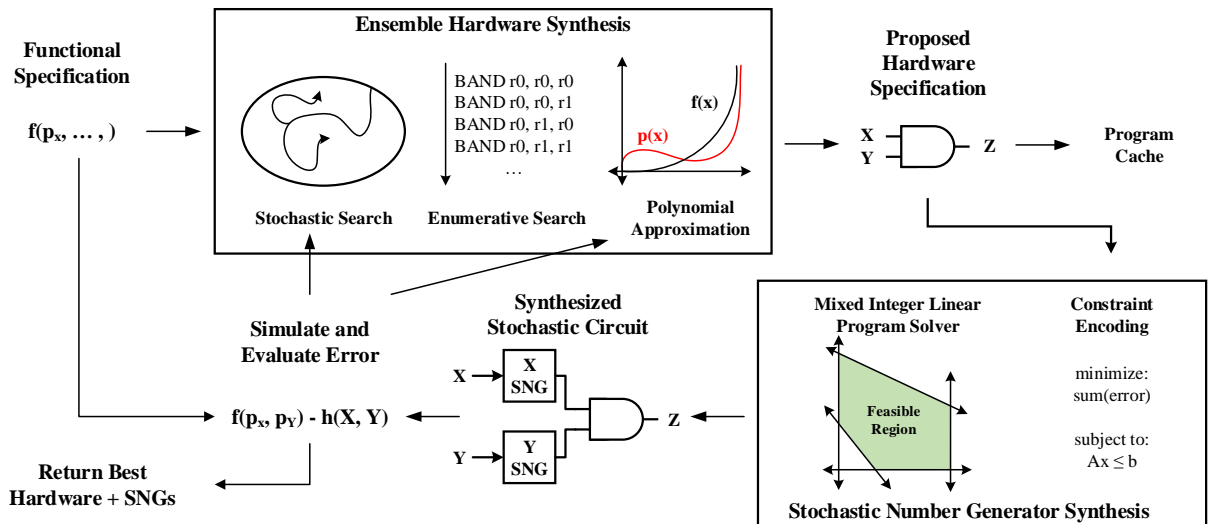 Ensemble Hardware Synthesis
Functional
Specification
f(pₓ, … , )
BAND r0, r0, r0
BAND r0, r0, r1
BAND r0, r1, r0
BAND r0, r1, r1
…
f(x)
p(x)
Stochastic Search
Enumerative Search
Polynomial
Approximation
Proposed
Hardware
Specification
X
Y
Z
Program
Cache
Simulate and
Evaluate Error
f(pₓ, p_Y) - h(X, Y)
Return Best
Hardware + SNGs
Synthesized
Stochastic Circuit
X
X
SNG
Y
Y
SNG
Z
Mixed Integer Linear
Program Solver
Feasible
Region
Constraint
Encoding
minimize:
sum(error)
subject to:
Ax ≤ b
Stochastic Number Generator Synthesis